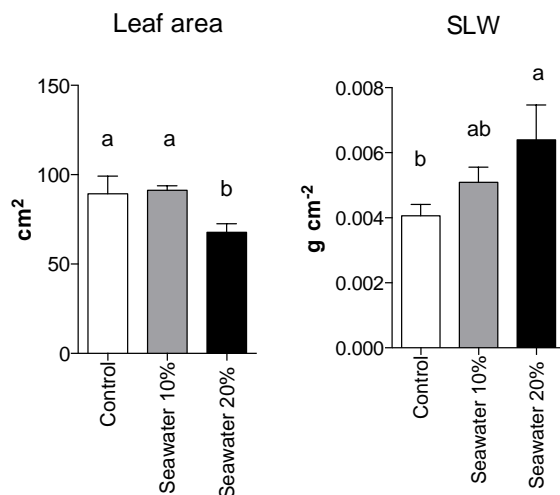 Leaf area
cm²
150
100
50
0
a
a
b
Control
Seawater 10%
Seawater 20%
SLW
g cm⁻²
0.008
0.006
0.004
0.002
0.000
b
ab
a
Control
Seawater 10%
Seawater 20%